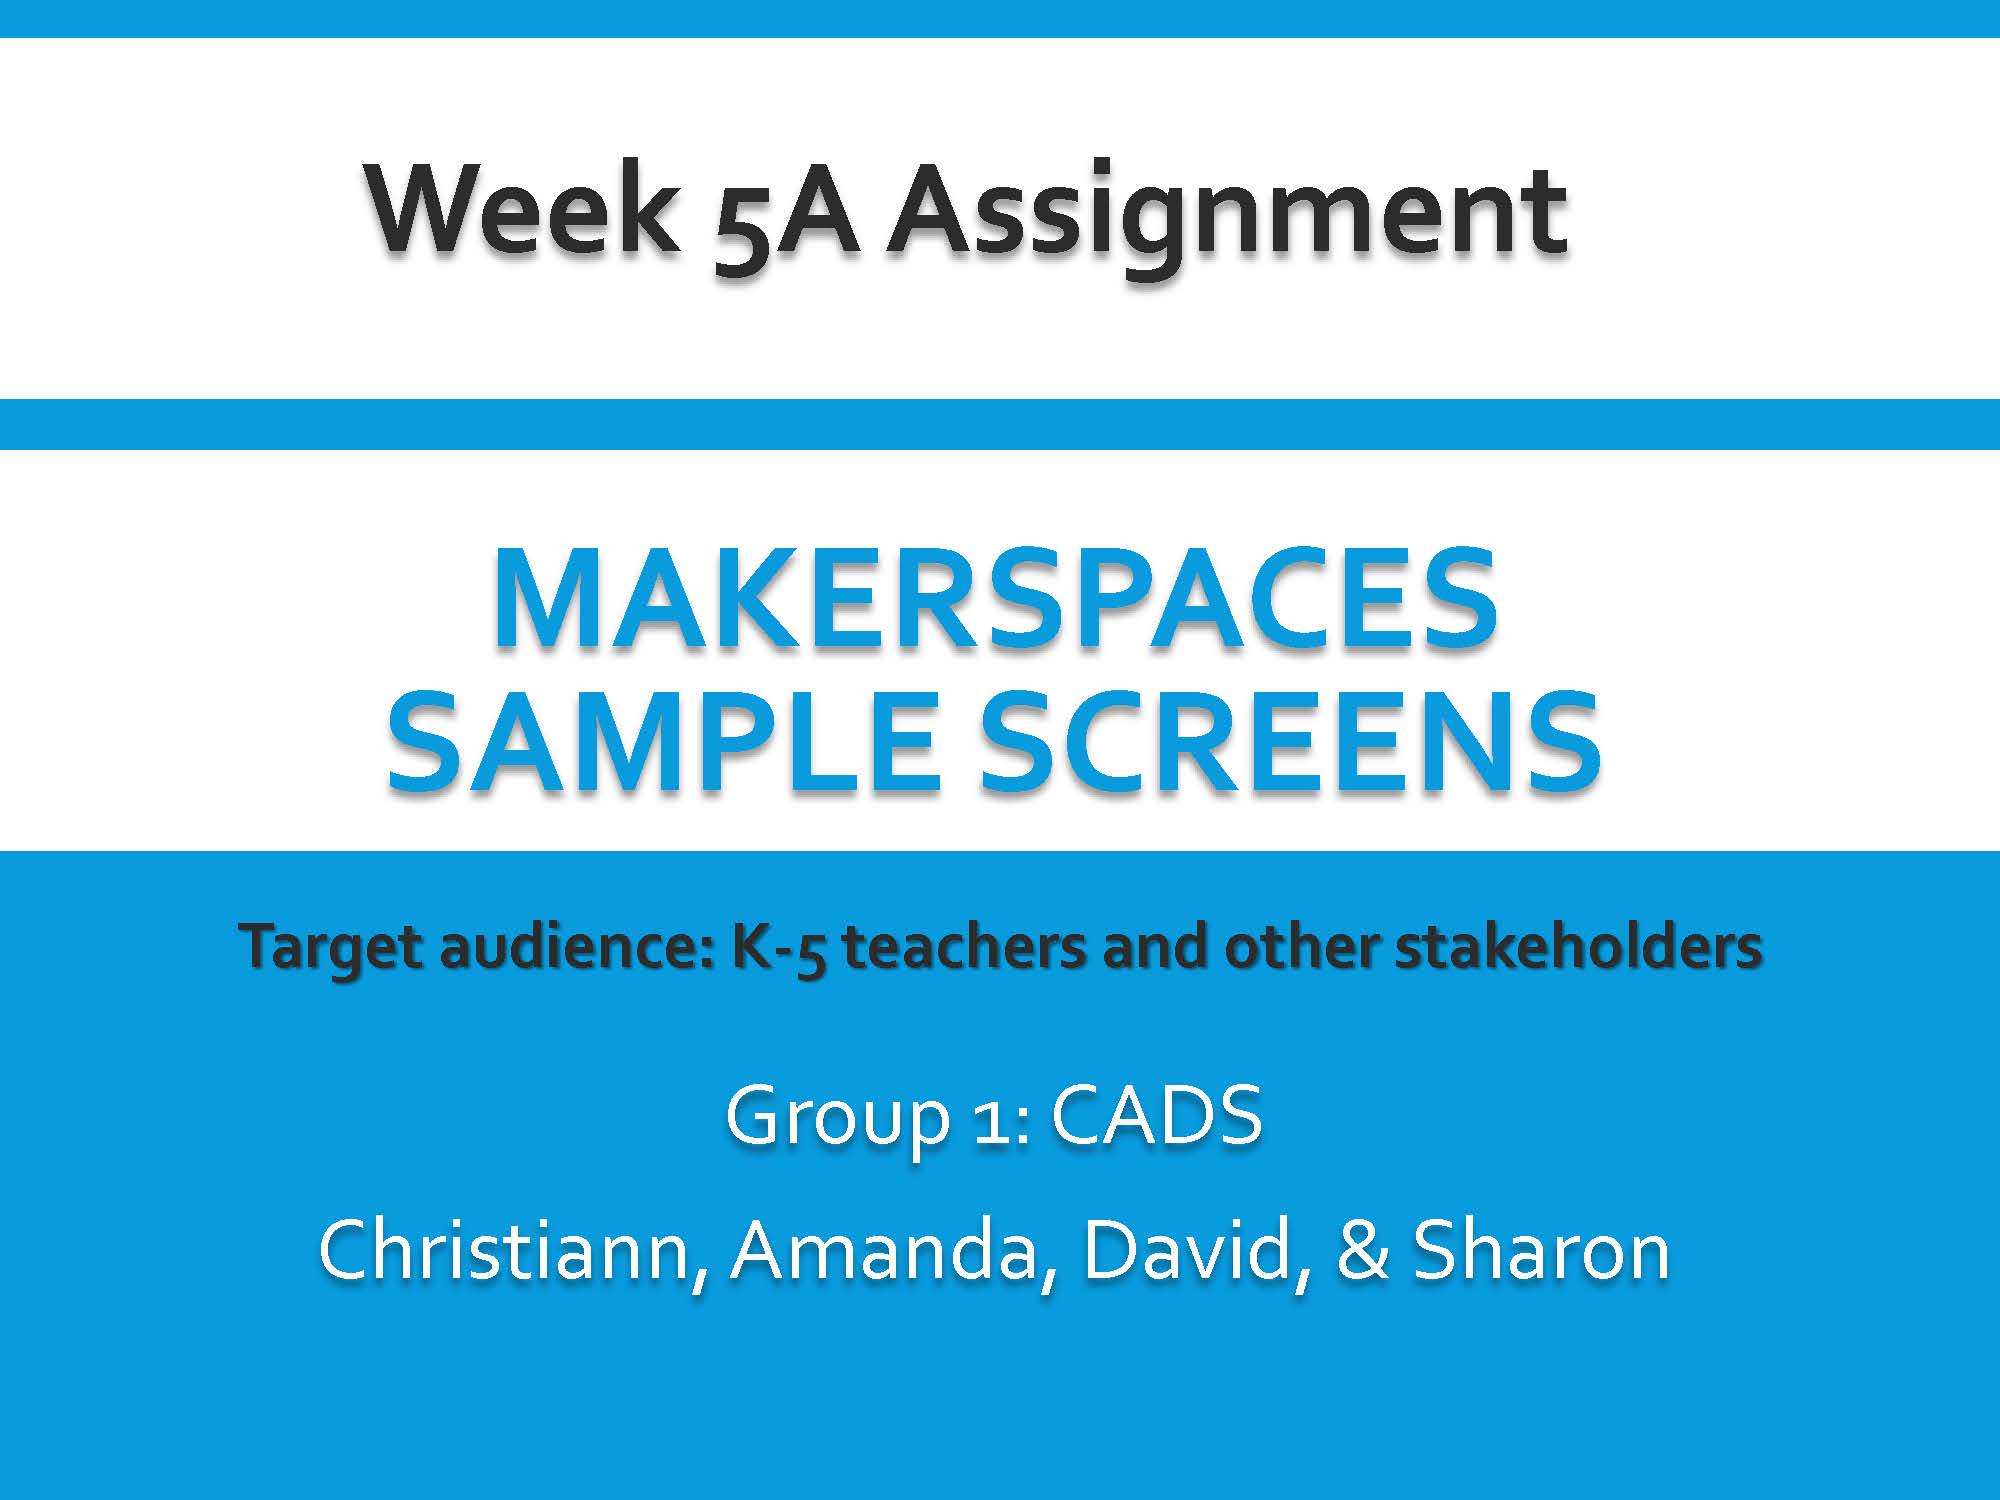 Week 5A Assignment
MAKERSPACES
SAMPLE SCREENS
Target audience: K-5 teachers and other stakeholders
Group 1: CADS
Christiann, Amanda, David, & Sharon